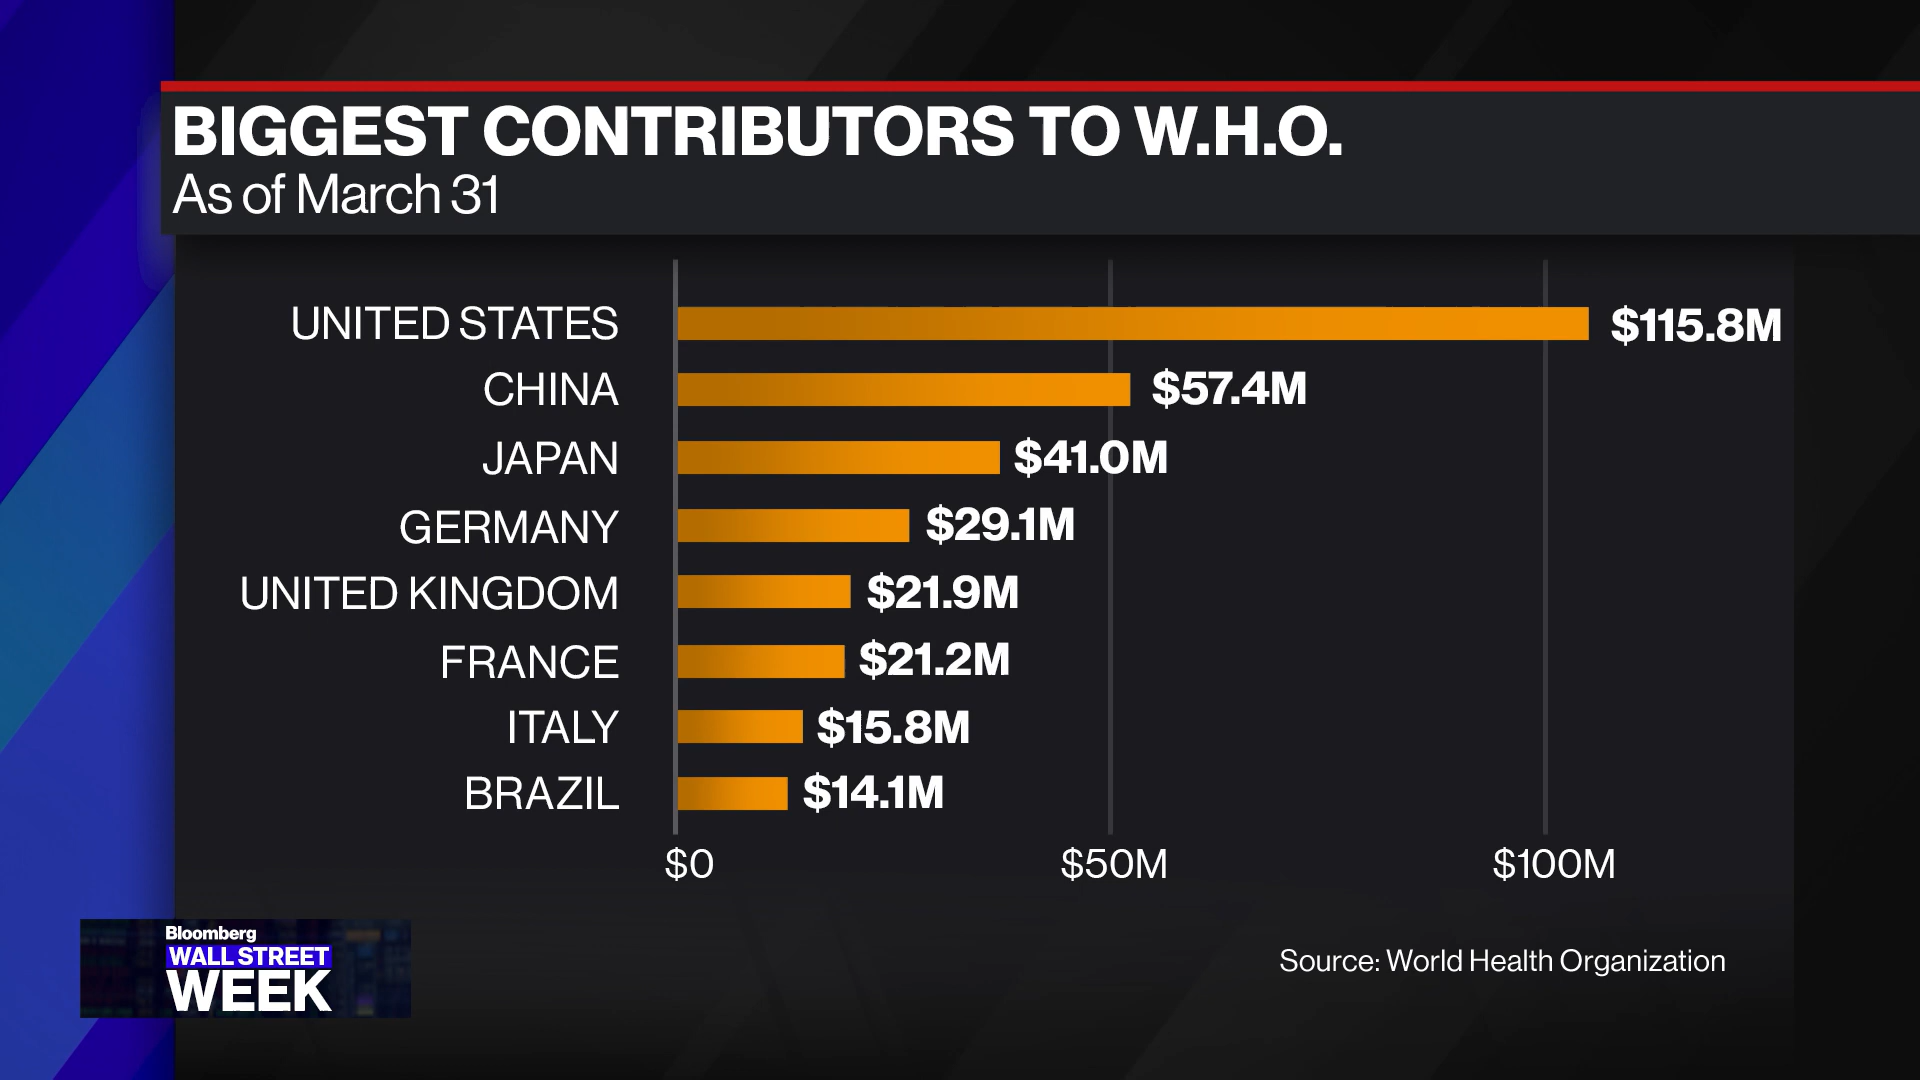 BIGGEST CONTRIBUTORS TO W.H.O.
As of March 31
UNITED STATES $115.8M
CHINA $57.4M
JAPAN $41.0M
GERMANY $29.1M
UNITED KINGDOM $21.9M
FRANCE $21.2M
ITALY $15.8M
BRAZIL $14.1M
$0 $50M $100M
Bloomberg
WALL STREET
WEEK
Source: World Health Organization